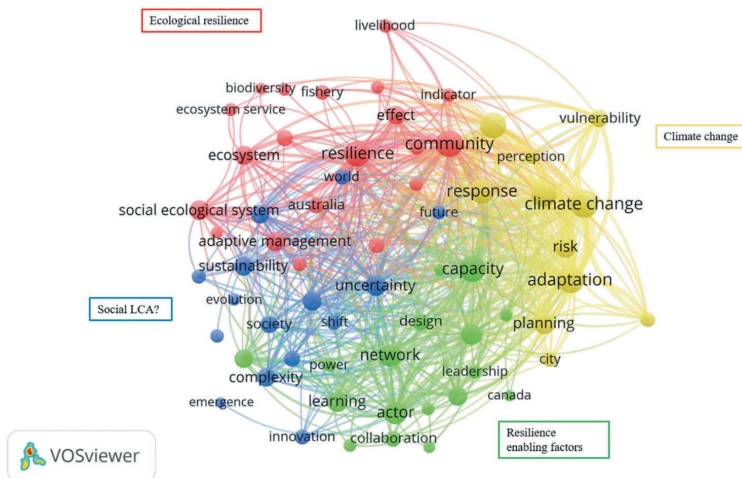 Ecological resilience
livelihood
biodiversity
fishery
indicator
ecosystem service
effect
vulnerability
Climate change
community
resilience
perception
ecosystem
world
response
climate change
social ecological system
australia
future
adaptive management
risk
sustainability
capacity
uncertainty
adaptation
Social LCA?
evolution
society
shift
design
planning
network
power
city
complexity
leadership
learning
canada
emergence
actor
innovation
collaboration
Resilience
enabling factors
VOSviewer